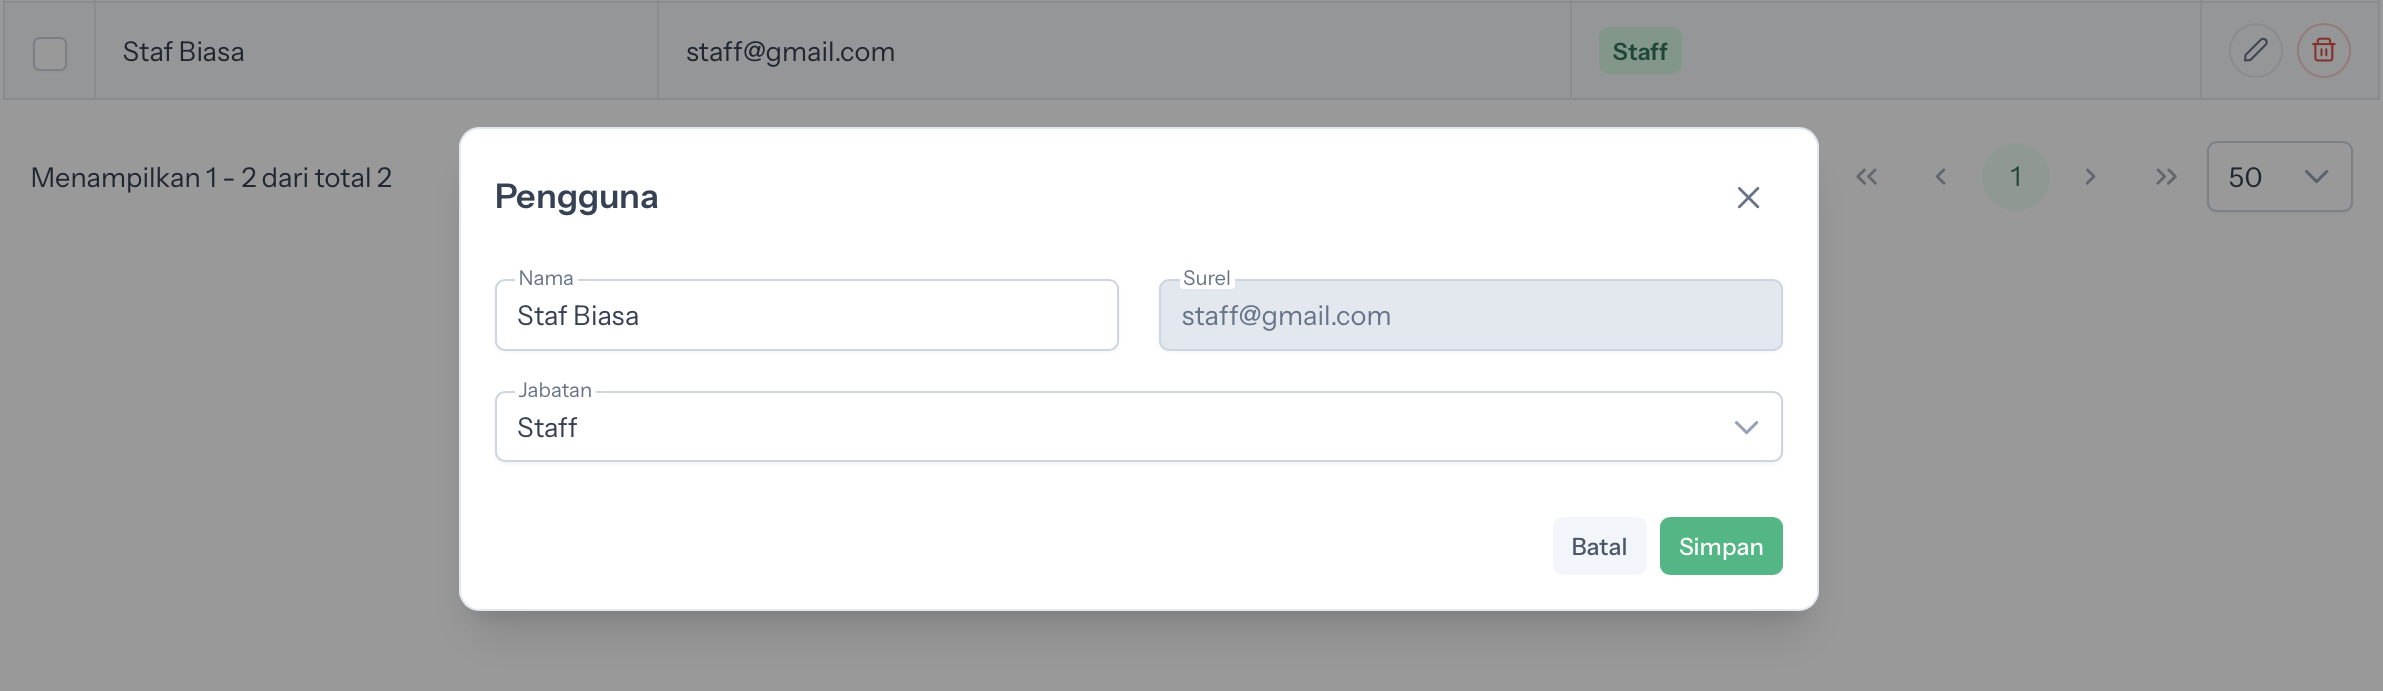 Staf Biasa
staff@gmail.com
Staff
Menampilkan 1 - 2 dari total 2
1
50
Pengguna
Nama
Staf Biasa
Surel
staff@gmail.com
Jabatan
Staff
Batal
Simpan